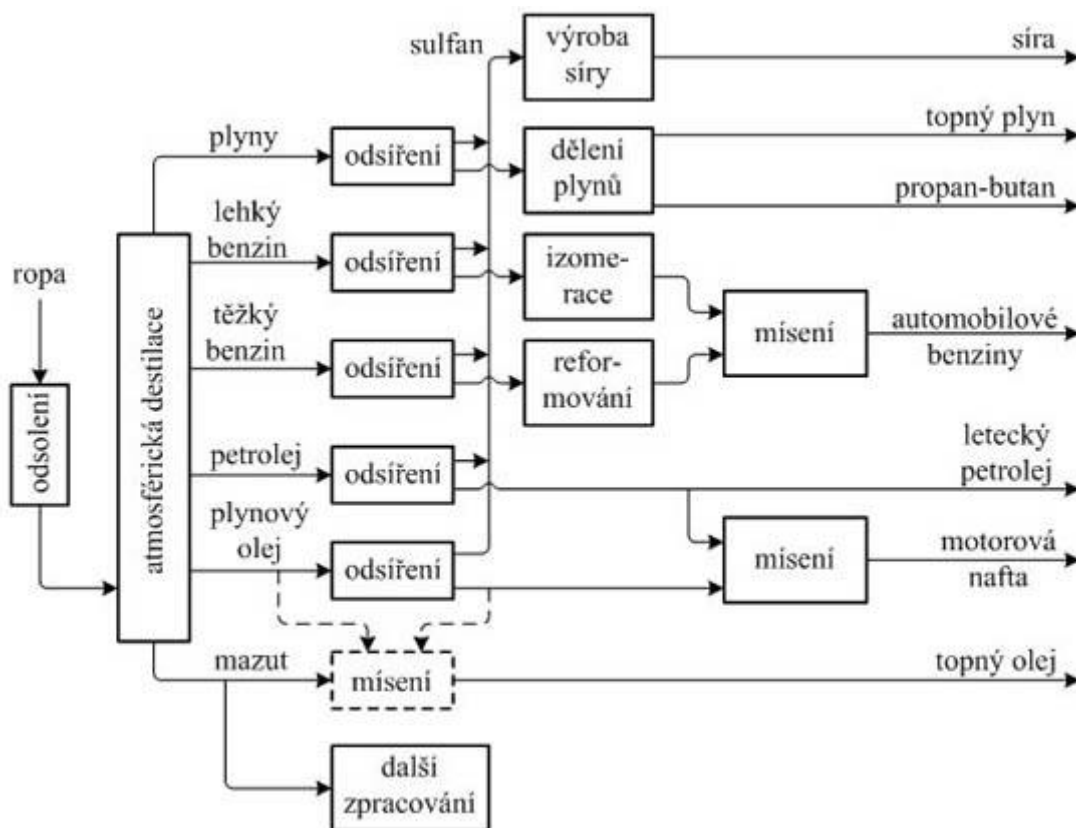 sulfan
výroba
síry
síra
plyny
odsíření
dělení
plynů
topný plyn
propan-butan
lehký
benzin
odsíření
izome-
race
ropa
těžký
benzin
odsíření
refor-
mování
mísení
automobilové
benziny
odsolení
atmosférická destilace
petrolej
odsíření
letecký
petrolej
plynový
olej
odsíření
mísení
motorová
nafta
mazut
mísení
topný olej
další
zpracování